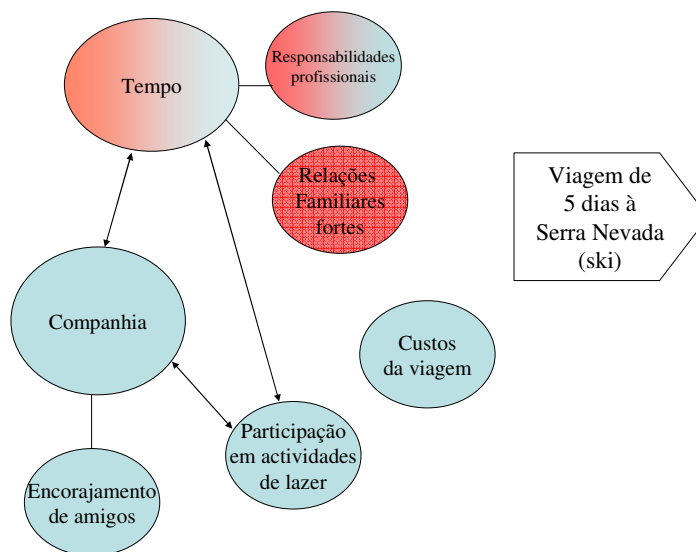 Responsabilidades
profissionais
Tempo
Relações
Familiares
fortes
Viagem de
5 dias à
Serra Nevada
(ski)
Companhia
Custos
da viagem
Participação
em actividades
de lazer
Encorajamento
de amigos